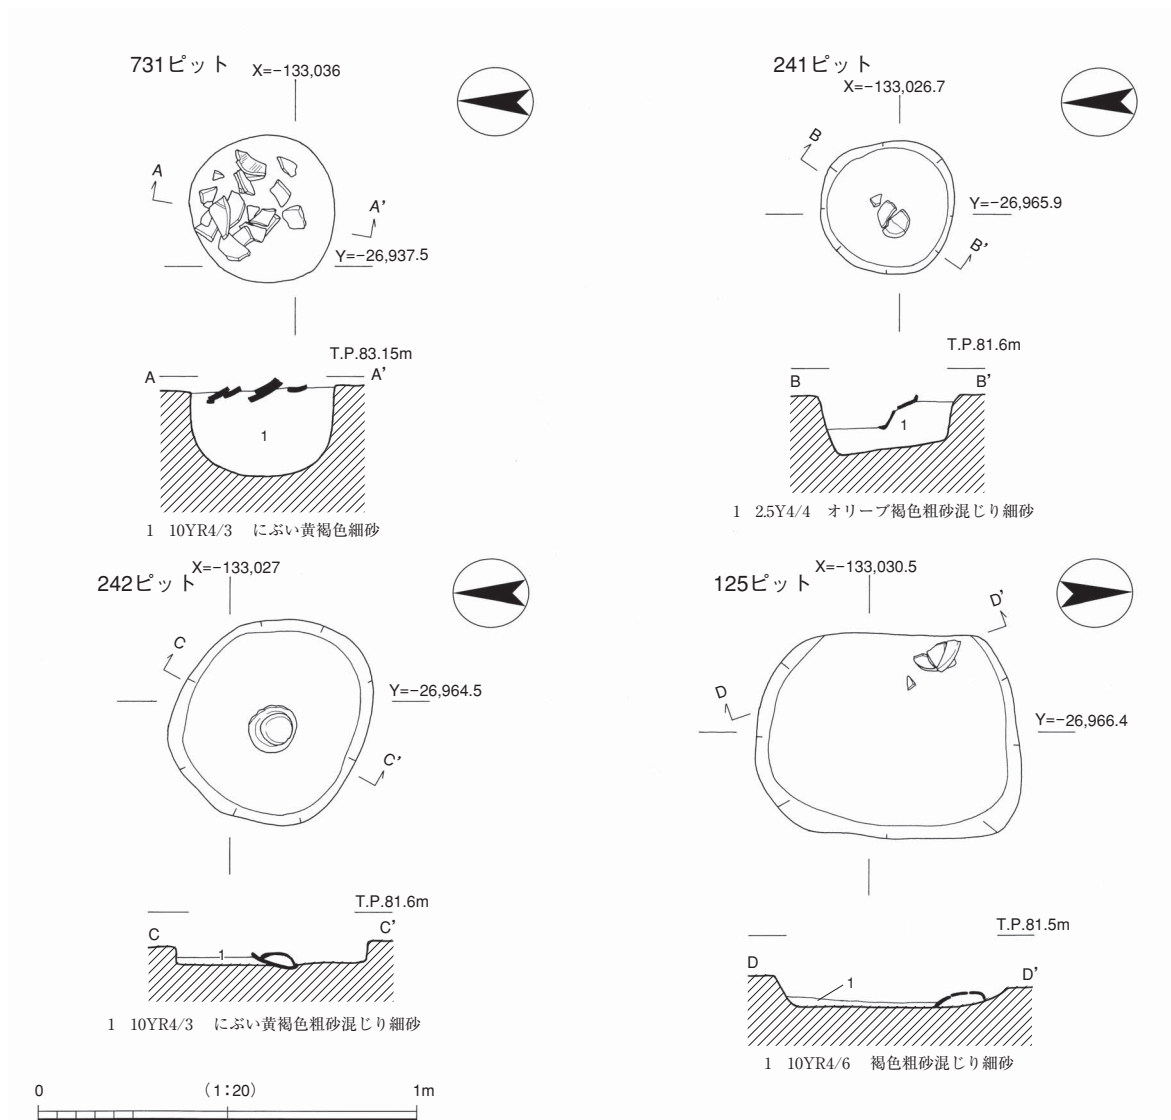 731ピット
X=−133,036
A
A’
Y=−26,937.5
T.P.83.15m
A
A’
1
1 10YR4/3 にぶい黄褐色細砂
241ピット
X=−133,026.7
B
Y=−26,965.9
B’
T.P.81.6m
B
B’
1
1 2.5Y4/4 オリーブ褐色粗砂混じり細砂
242ピット
X=−133,027
C
Y=−26,964.5
C’
T.P.81.6m
C
C’
1
1 10YR4/3 にぶい黄褐色粗砂混じり細砂
125ピット
X=−133,030.5
D’
D
Y=−26,966.4
T.P.81.5m
D
D’
1
1 10YR4/6 褐色粗砂混じり細砂
0 (1:20) 1m